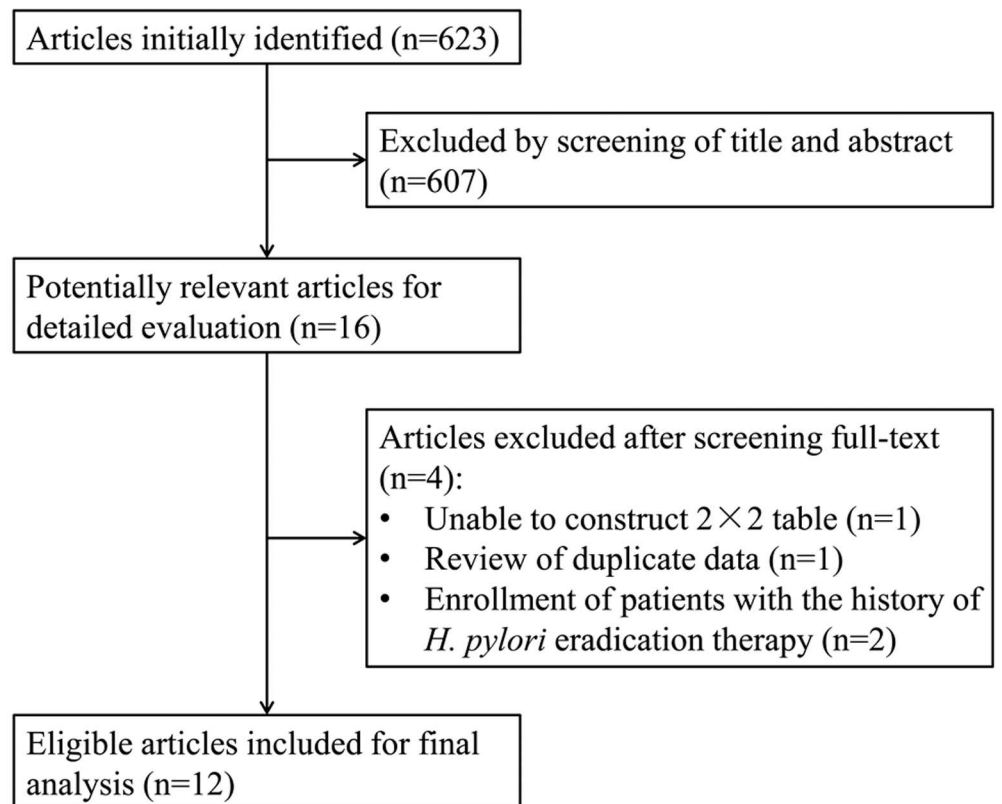 Articles initially identified (n=623)
Excluded by screening of title and abstract
(n=607)
Potentially relevant articles for
detailed evaluation (n=16)
Articles excluded after screening full-text
(n=4):
• Unable to construct 2×2 table (n=1)
• Review of duplicate data (n=1)
• Enrollment of patients with the history of
H. pylori eradication therapy (n=2)
Eligible articles included for final
analysis (n=12)